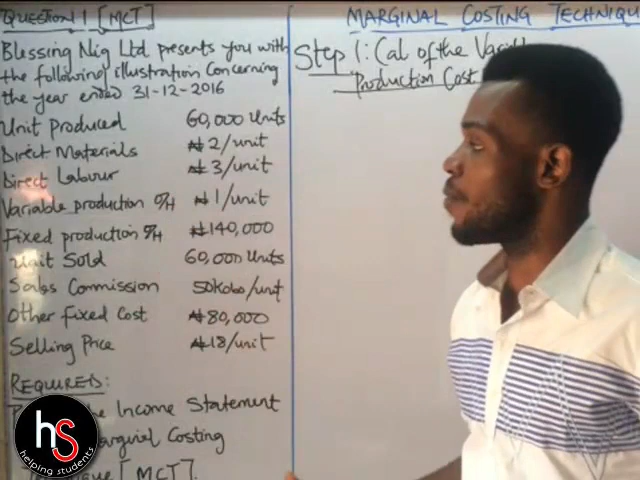 QUESTION 1 [MCT]
Blessing Nig Ltd presents you with
the following illustration Concerning
the year ended 31-12-2016
Unit Produced 60,000 Units
Direct Materials ₦2/unit
Direct Labour ₦3/unit
Variable production O/H ₦1/unit
Fixed production O/H ₦140,000
Unit Sold 60,000 Units
Sales Commission 50Kobo/unit
Other Fixed Cost ₦80,000
Selling Price ₦18/unit
REQUIRED:
Income Statement
Marginal Costing
[MCT].
MARGINAL COSTING TECHNIQU
Step 1: Cal of the
Production Cost
hs
helping students